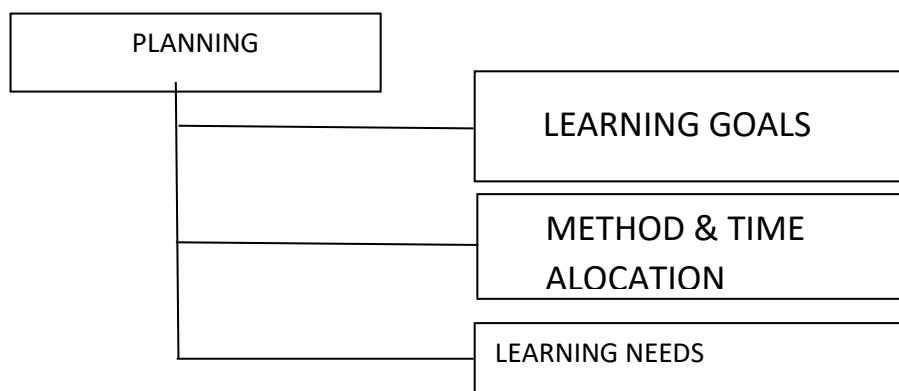 PLANNING
LEARNING GOALS
METHOD & TIME
ALOCATION
LEARNING NEEDS